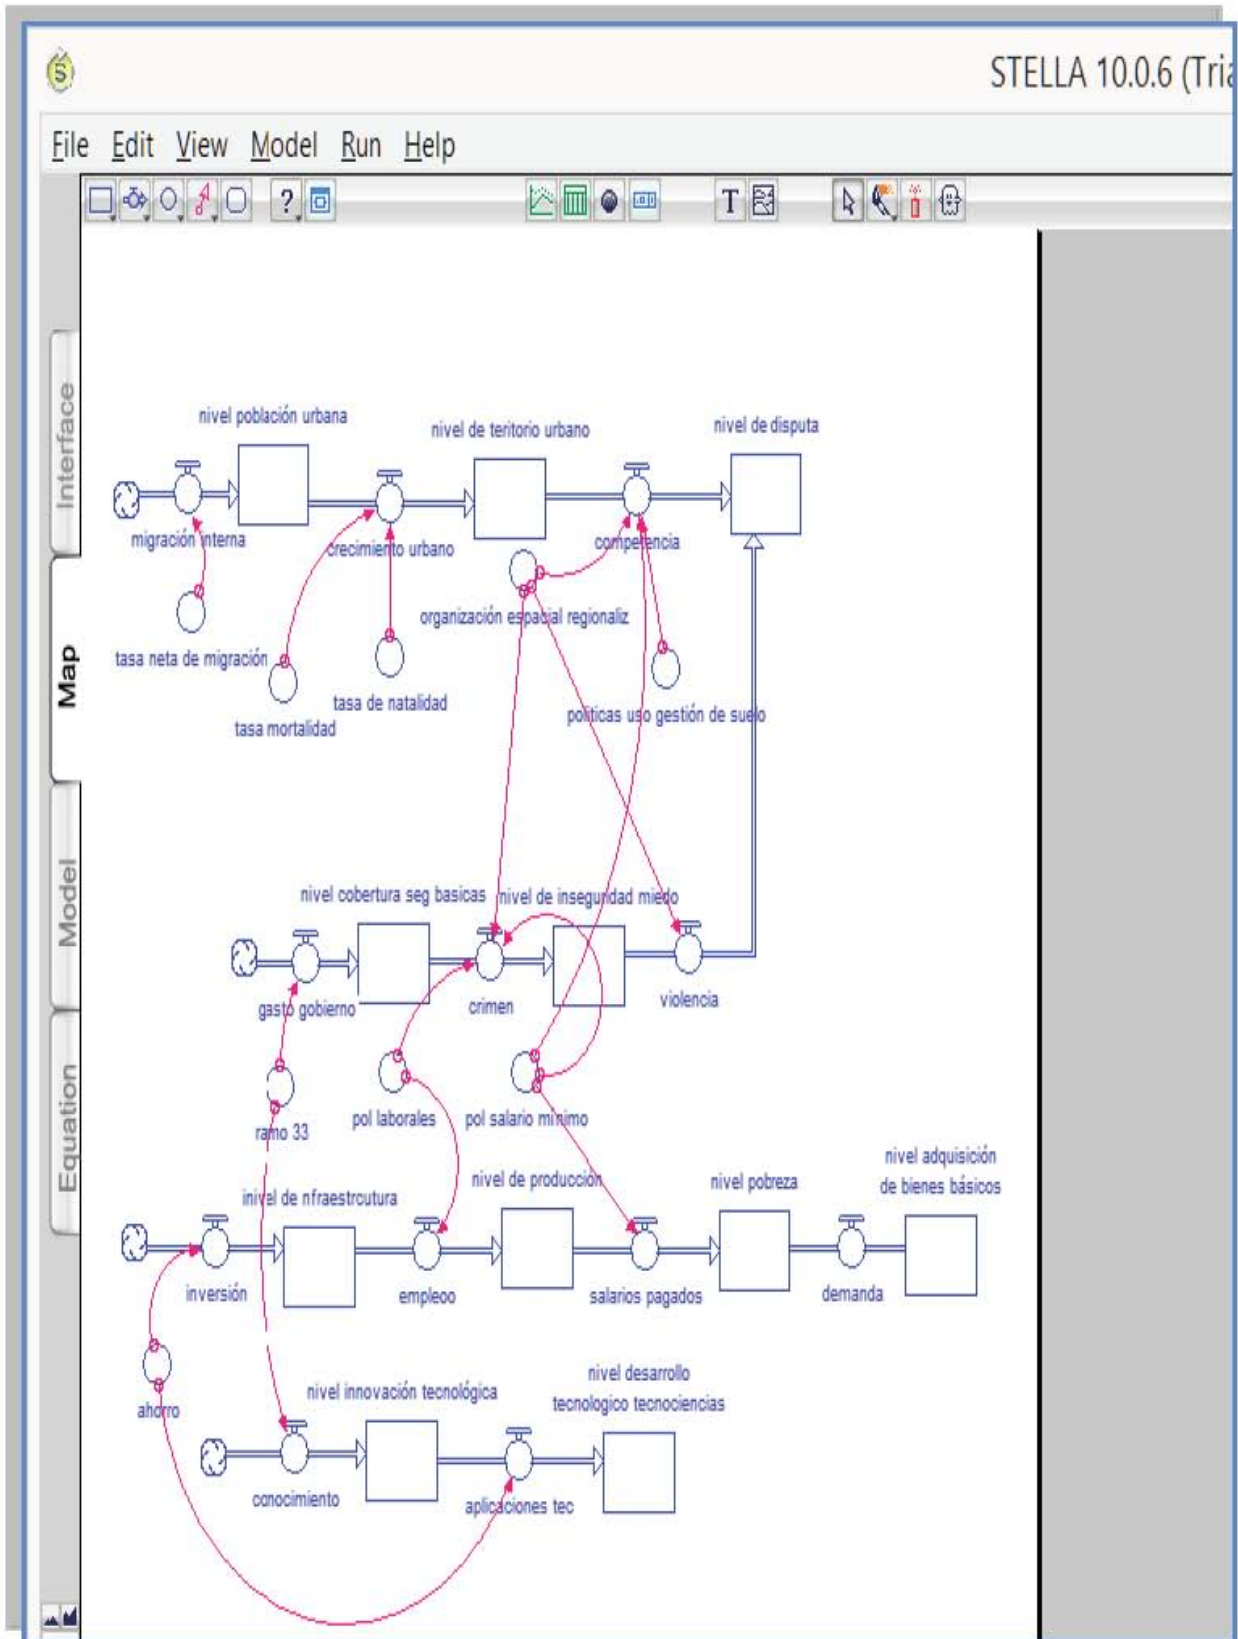 STELLA 10.0.6 (Tria
File Edit View Model Run Help
? T
Interface
Map
Model
Equation
nivel población urbana
nivel de teritorio urbano
nivel de disputa
migración interna
crecimiento urbano
competencia
organización espacial regionaliz
tasa neta de migración
tasa de natalidad
politicas uso gestión de suelo
tasa mortalidad
nivel cobertura seg basicas
nivel de inseguridad miedo
gasto gobierno
crimen
violencia
ramo 33
pol laborales
pol salario minimo
inivel de nfraestrcutura
nivel de producción
nivel pobreza
nivel adquisición
de bienes básicos
inversión
empleoo
salarios pagados
demanda
ahorro
nivel innovación tecnológica
nivel desarrollo
tecnologico tecnociencias
conocimiento
aplicaciones tec